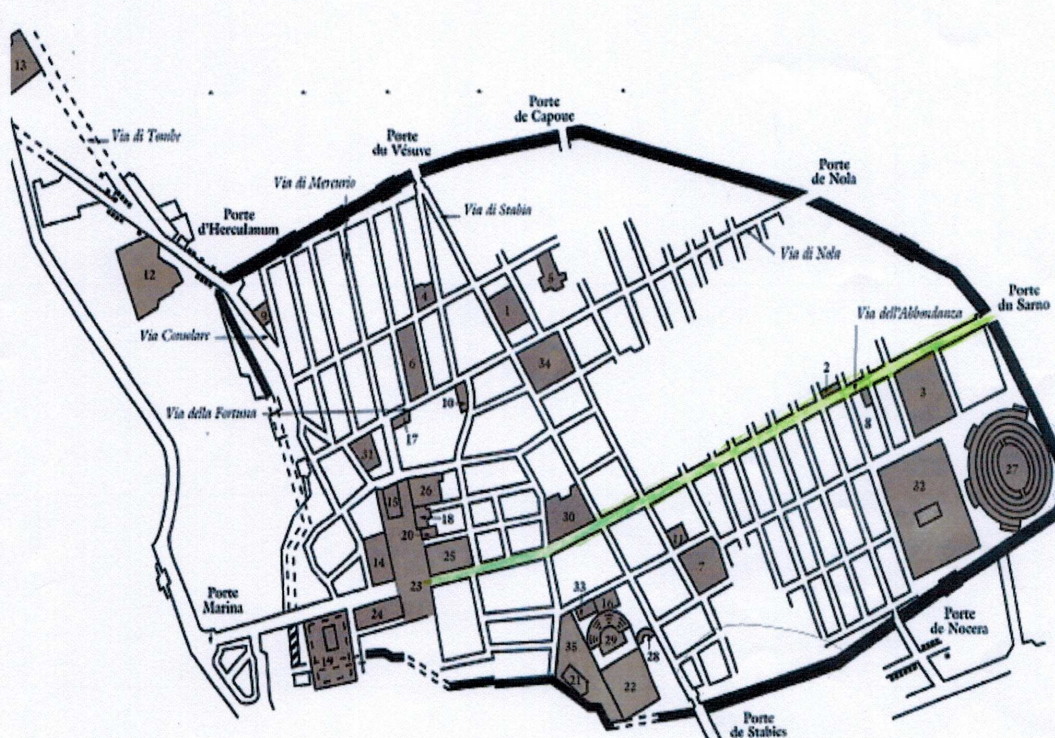 13
Via di Tombe
Porte
de Capoue
Porte
du Vésuve
Porte
de Nola
Via di Mercurio
Via di Stabia
Porte
d'Herculanum
Via di Nola
12
5
4
1
9
Porte
du Sarno
Via Consolare
Via dell'Abbondanza
6
34
2
3
10
8
Via della Fortuna
17
31
27
15
26
32
18
30
20
11
14
25
7
23
33
Porte
Marina
24
16
Porte
de Nocera
29
19
35
28
21
22
Porte
de Stabies